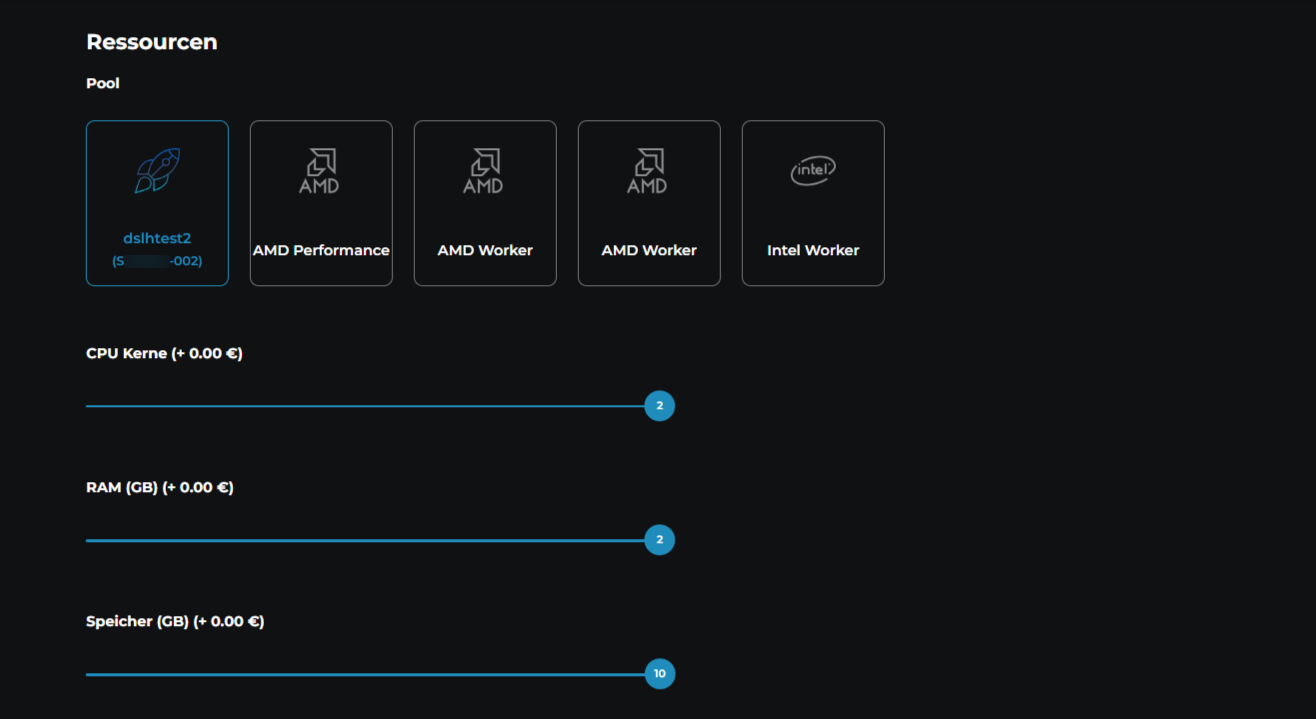 Ressourcen
Pool
AMD
AMD
AMD
intel
dslhtest2
(S -002)
AMD Performance
AMD Worker
AMD Worker
Intel Worker
CPU Kerne (+ 0.00 €)
2
RAM (GB) (+ 0.00 €)
2
Speicher (GB) (+ 0.00 €)
10